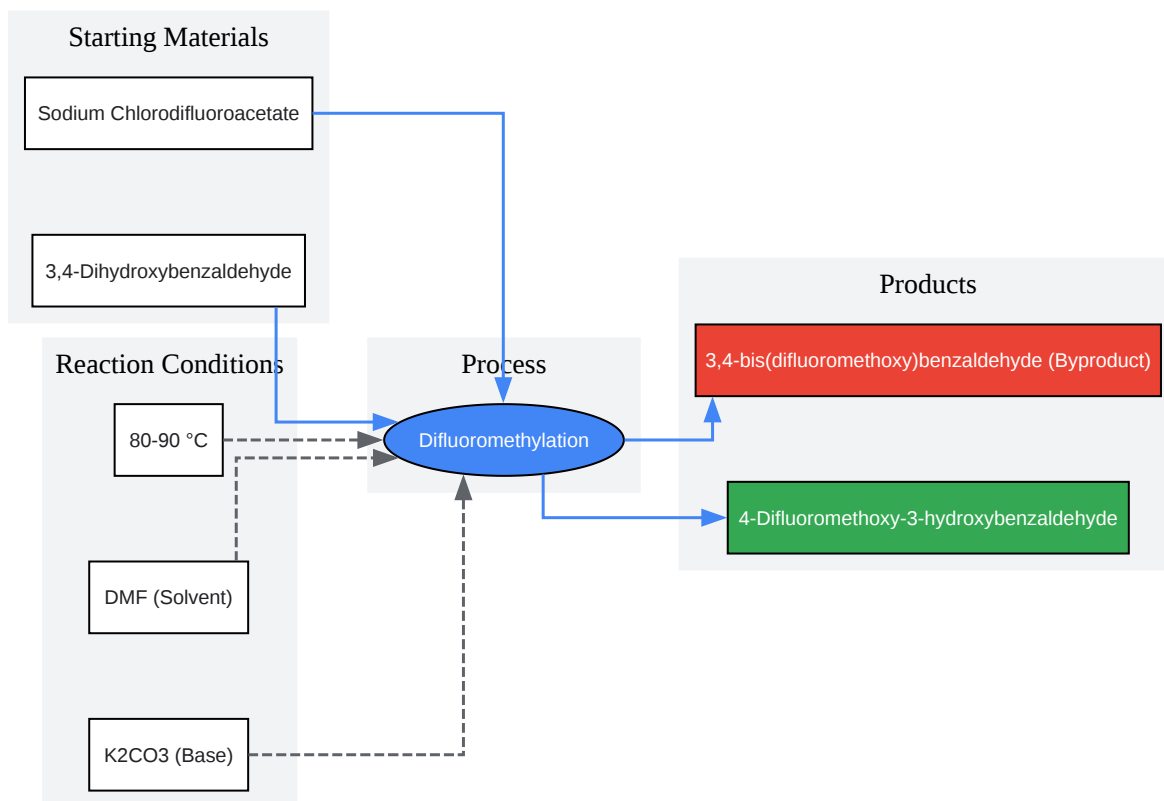 Starting Materials
Sodium Chlorodifluoroacetate
3,4-Dihydroxybenzaldehyde
Reaction Conditions
80-90 °C
DMF (Solvent)
K2CO3 (Base)
Process
Difluoromethylation
Products
3,4-bis(difluoromethoxy)benzaldehyde (Byproduct)
4-Difluoromethoxy-3-hydroxybenzaldehyde